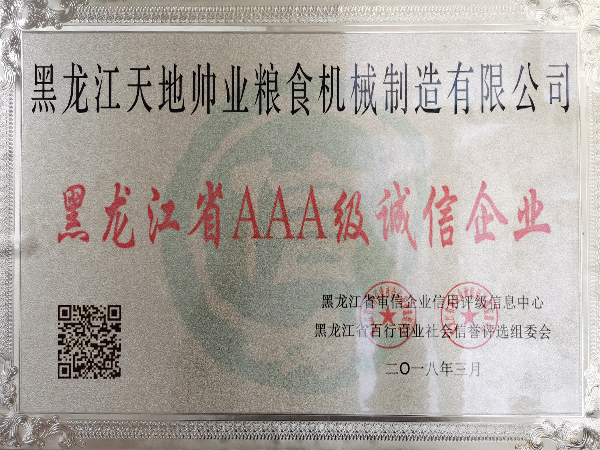 黑龙江天地帅业粮食机械制造有限公司
信
黑龙江省AAA级诚信企业
黑龙江省审信企业信用评级信息中心
黑龙江省百行百业社会信誉评选组委会
二〇一八年三月